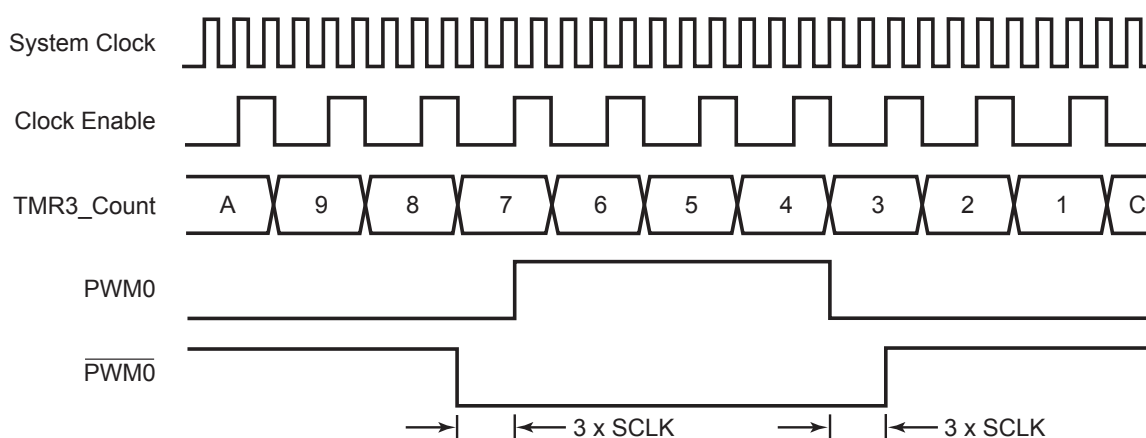 System Clock
Clock Enable
TMR3_Count A 9 8 7 6 5 4 3 2 1 C
PWM0
P̅W̅M̅0̅
3 x SCLK 3 x SCLK